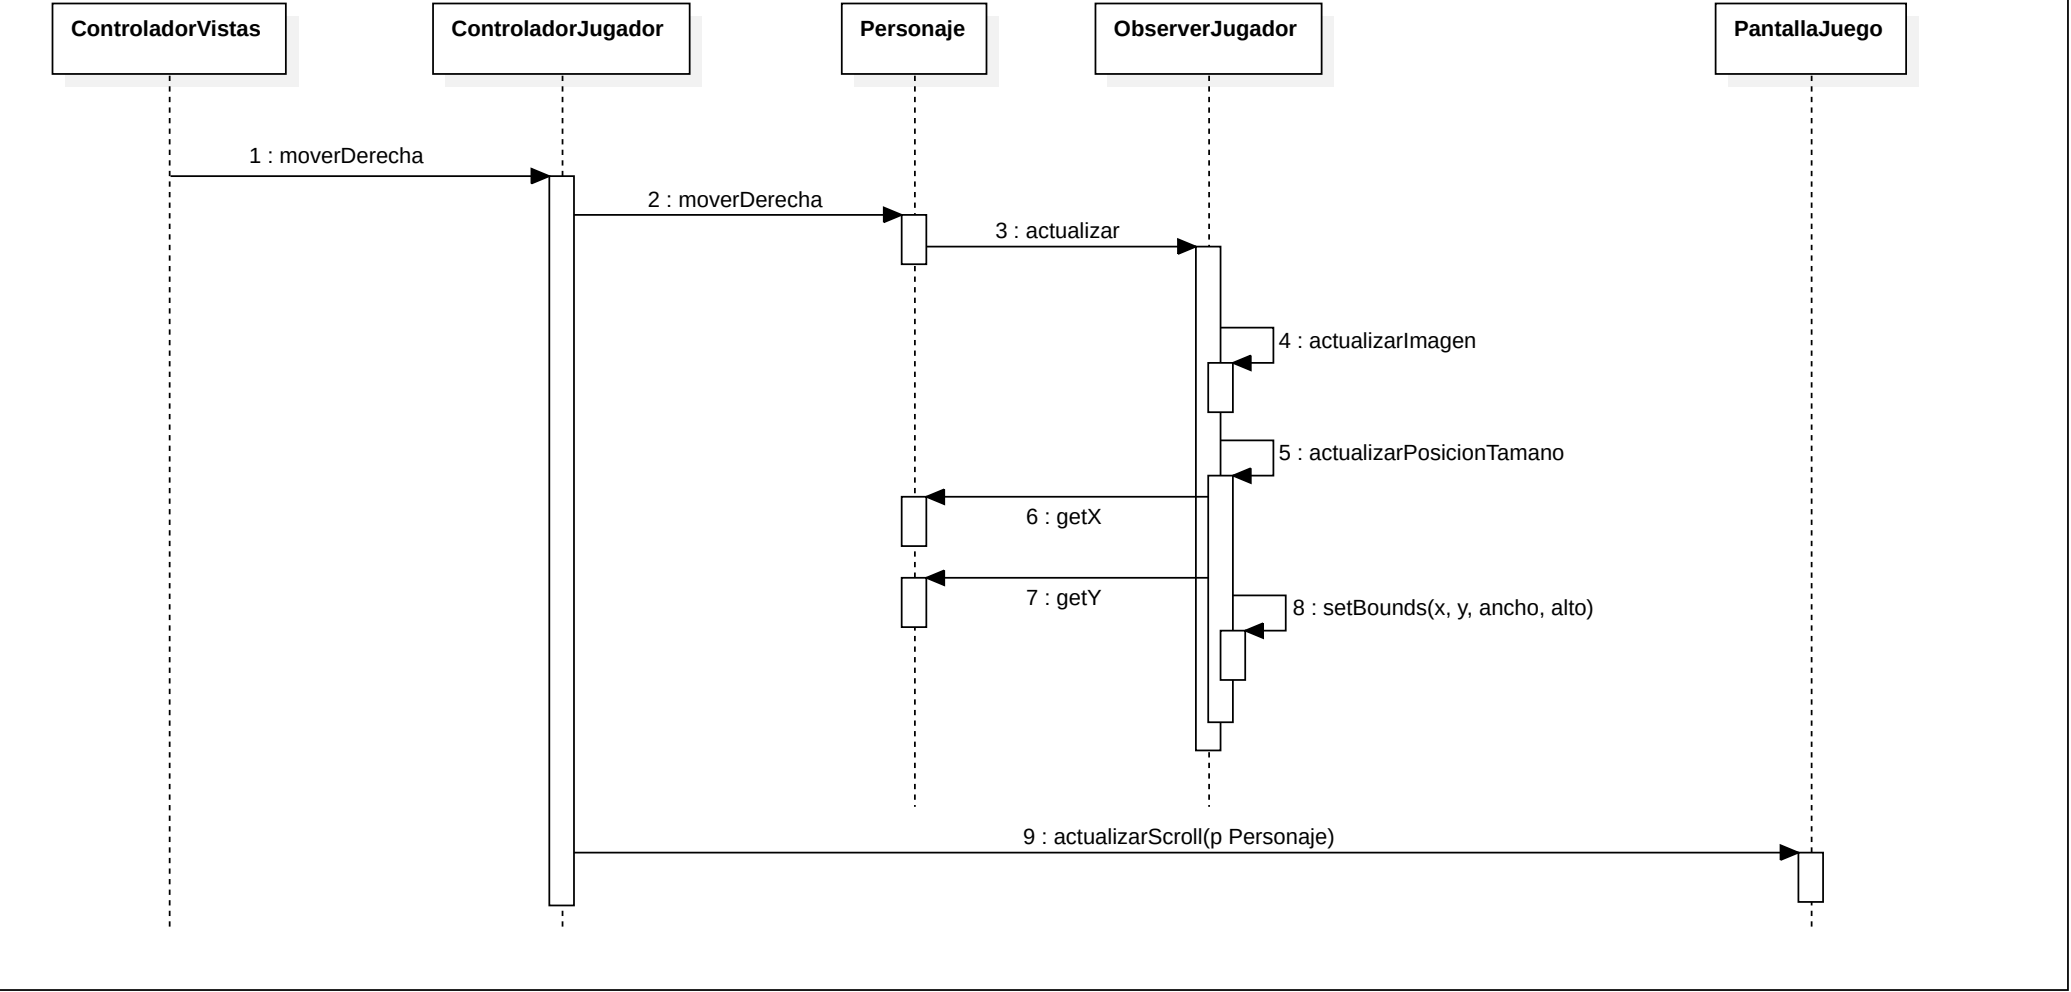 ControladorVistas
ControladorJugador
Personaje
ObserverJugador
PantallaJuego
1 : moverDerecha
2 : moverDerecha
3 : actualizar
4 : actualizarImagen
5 : actualizarPosicionTamano
6 : getX
7 : getY
8 : setBounds(x, y, ancho, alto)
9 : actualizarScroll(p Personaje)